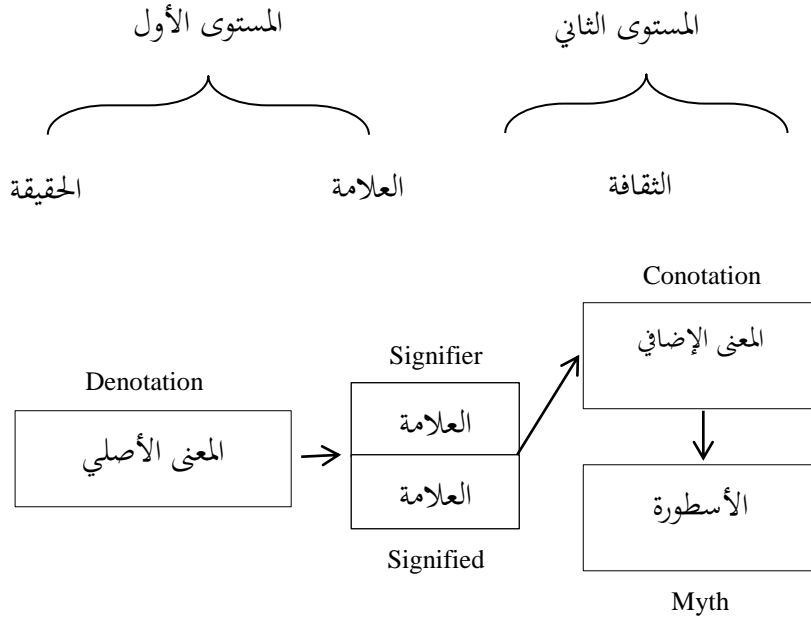 المستوى الأول
المستوى الثاني
الحقيقة
العلامة
الثقافة
Conotation
المعنى الإضافي
Signifier
Denotation
العلامة
المعنى الأصلي
العلامة
الأسطورة
Signified
Myth